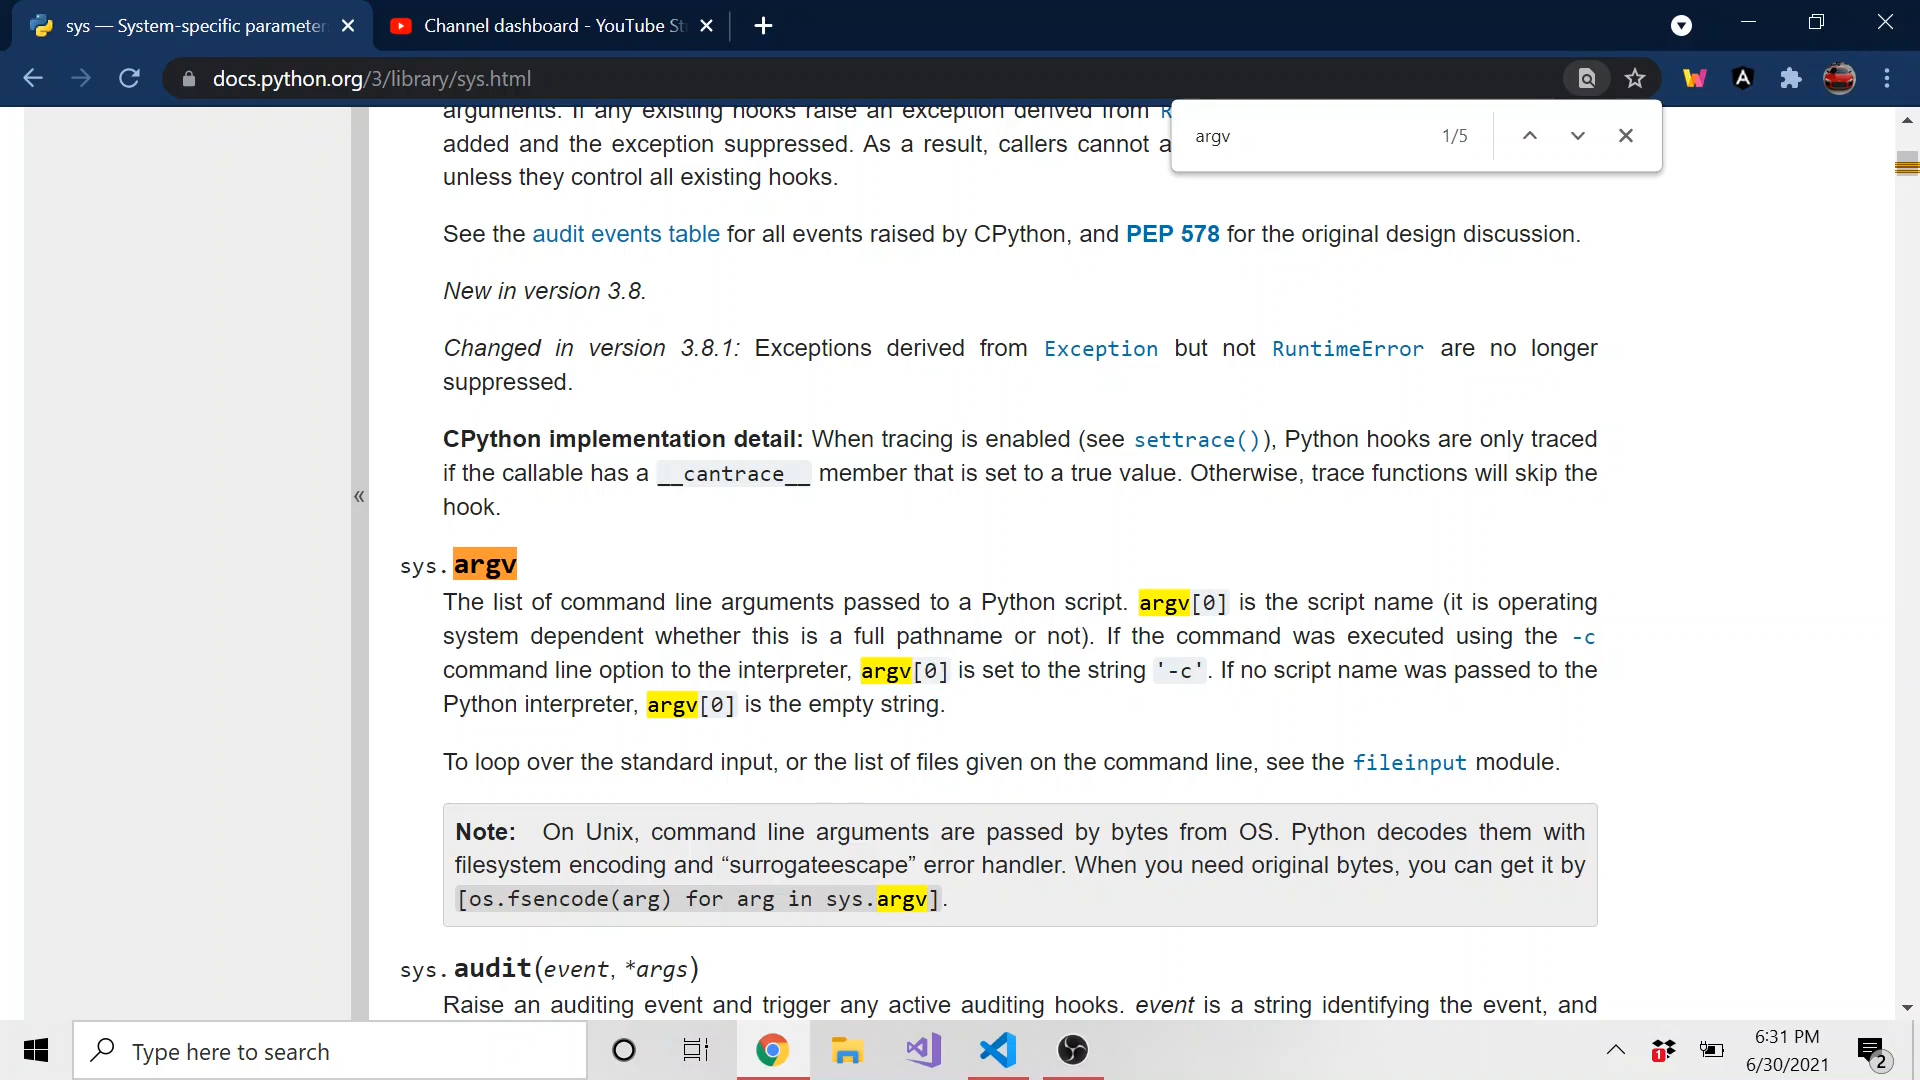 sys — System-specific parameter
Channel dashboard - YouTube St
docs.python.org/3/library/sys.html
argv
1/5
arguments. If any existing hooks raise an exception derived from R
added and the exception suppressed. As a result, callers cannot a
unless they control all existing hooks.
See the audit events table for all events raised by CPython, and PEP 578 for the original design discussion.
New in version 3.8.
Changed in version 3.8.1: Exceptions derived from Exception but not RuntimeError are no longer
suppressed.
CPython implementation detail: When tracing is enabled (see settrace()), Python hooks are only traced
if the callable has a __cantrace__ member that is set to a true value. Otherwise, trace functions will skip the
hook.
«
sys.argv
The list of command line arguments passed to a Python script. argv[0] is the script name (it is operating
system dependent whether this is a full pathname or not). If the command was executed using the -c
command line option to the interpreter, argv[0] is set to the string '-c'. If no script name was passed to the
Python interpreter, argv[0] is the empty string.
To loop over the standard input, or the list of files given on the command line, see the fileinput module.
Note: On Unix, command line arguments are passed by bytes from OS. Python decodes them with
filesystem encoding and “surrogateescape” error handler. When you need original bytes, you can get it by
[os.fsencode(arg) for arg in sys.argv].
sys.audit(event, *args)
Raise an auditing event and trigger any active auditing hooks. event is a string identifying the event, and
Type here to search
1
6:31 PM
6/30/2021
2